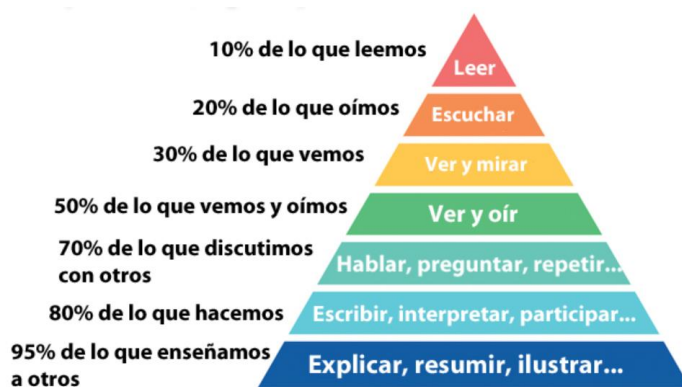 10% de lo que leemos
Leer
20% de lo que oímos
Escuchar
30% de lo que vemos
Ver y mirar
50% de lo que vemos y oímos
Ver y oír
70% de lo que discutimos
con otros
Hablar, preguntar, repetir...
80% de lo que hacemos
Escribir, interpretar, participar...
95% de lo que enseñamos
a otros
Explicar, resumir, ilustrar...